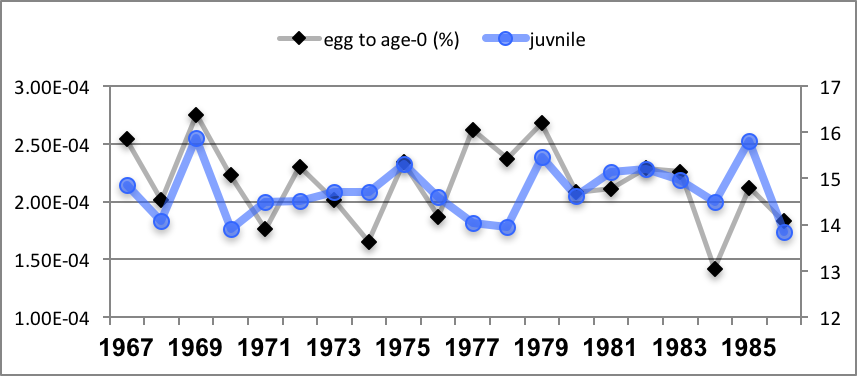 egg to age-0 (%) juvnile
3.00E-04 17
16
2.50E-04
15
2.00E-04
14
1.50E-04
13
1.00E-04 12
1967 1969 1971 1973 1975 1977 1979 1981 1983 1985